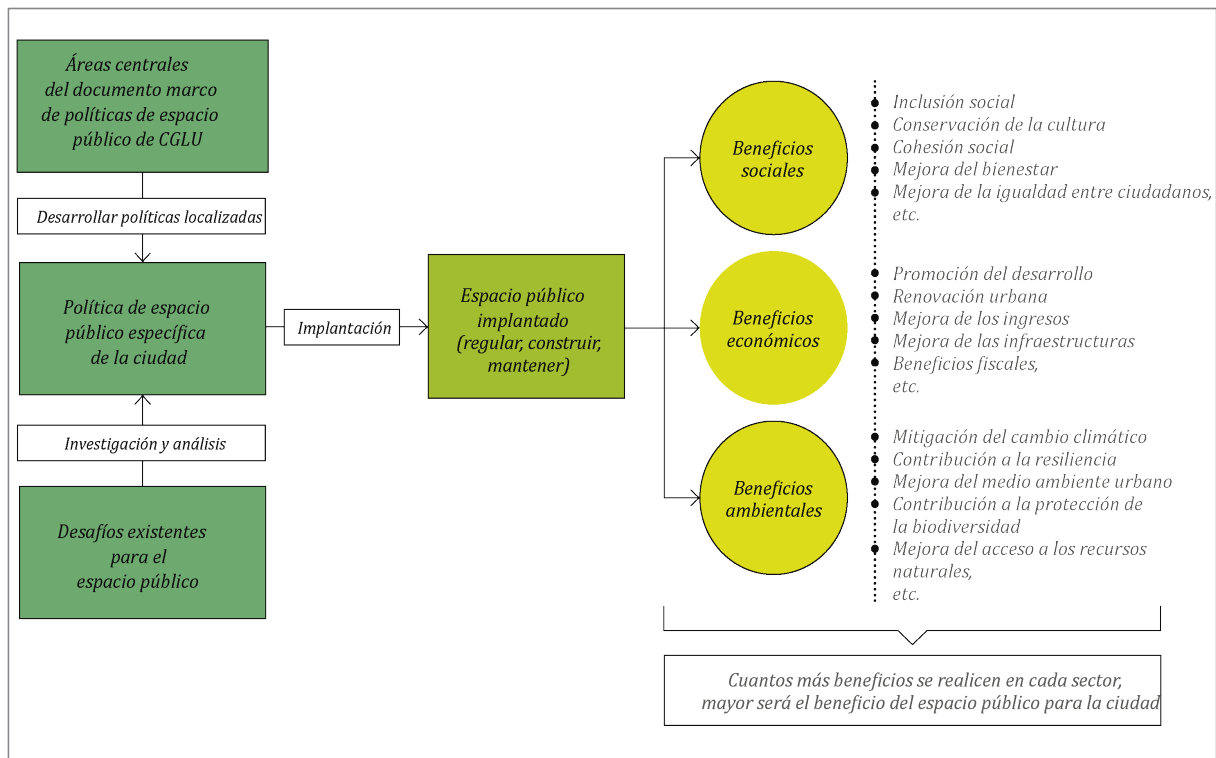 Áreas centrales
del documento marco
de políticas de espacio
público de CGLU
Desarrollar políticas localizadas
Política de espacio
público específica
de la ciudad
Investigación y análisis
Desafíos existentes
para el
espacio público
Implantación
Espacio público
implantado
(regular, construir,
mantener)
Beneficios
sociales
Inclusión social
Conservación de la cultura
Cohesión social
Mejora del bienestar
Mejora de la igualdad entre ciudadanos,
etc.
Beneficios
económicos
Promoción del desarrollo
Renovación urbana
Mejora de los ingresos
Mejora de las infraestructuras
Beneficios fiscales,
etc.
Beneficios
ambientales
Mitigación del cambio climático
Contribución a la resiliencia
Mejora del medio ambiente urbano
Contribución a la protección de
la biodiversidad
Mejora del acceso a los recursos
naturales,
etc.
Cuantos más beneficios se realicen en cada sector,
mayor será el beneficio del espacio público para la ciudad